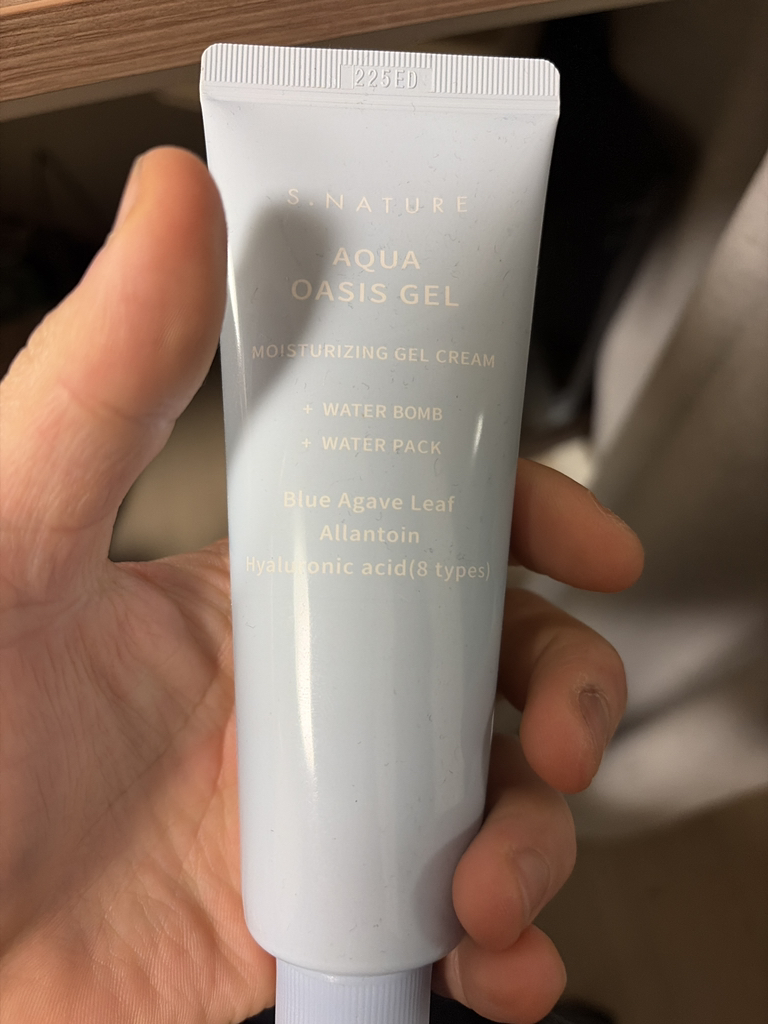 225ED
S.NATURE
AQUA
OASIS GEL
MOISTURIZING GEL CREAM
+ WATER BOMB
+ WATER PACK
Blue Agave Leaf
Allantoin
Hyaluronic acid(8 types)